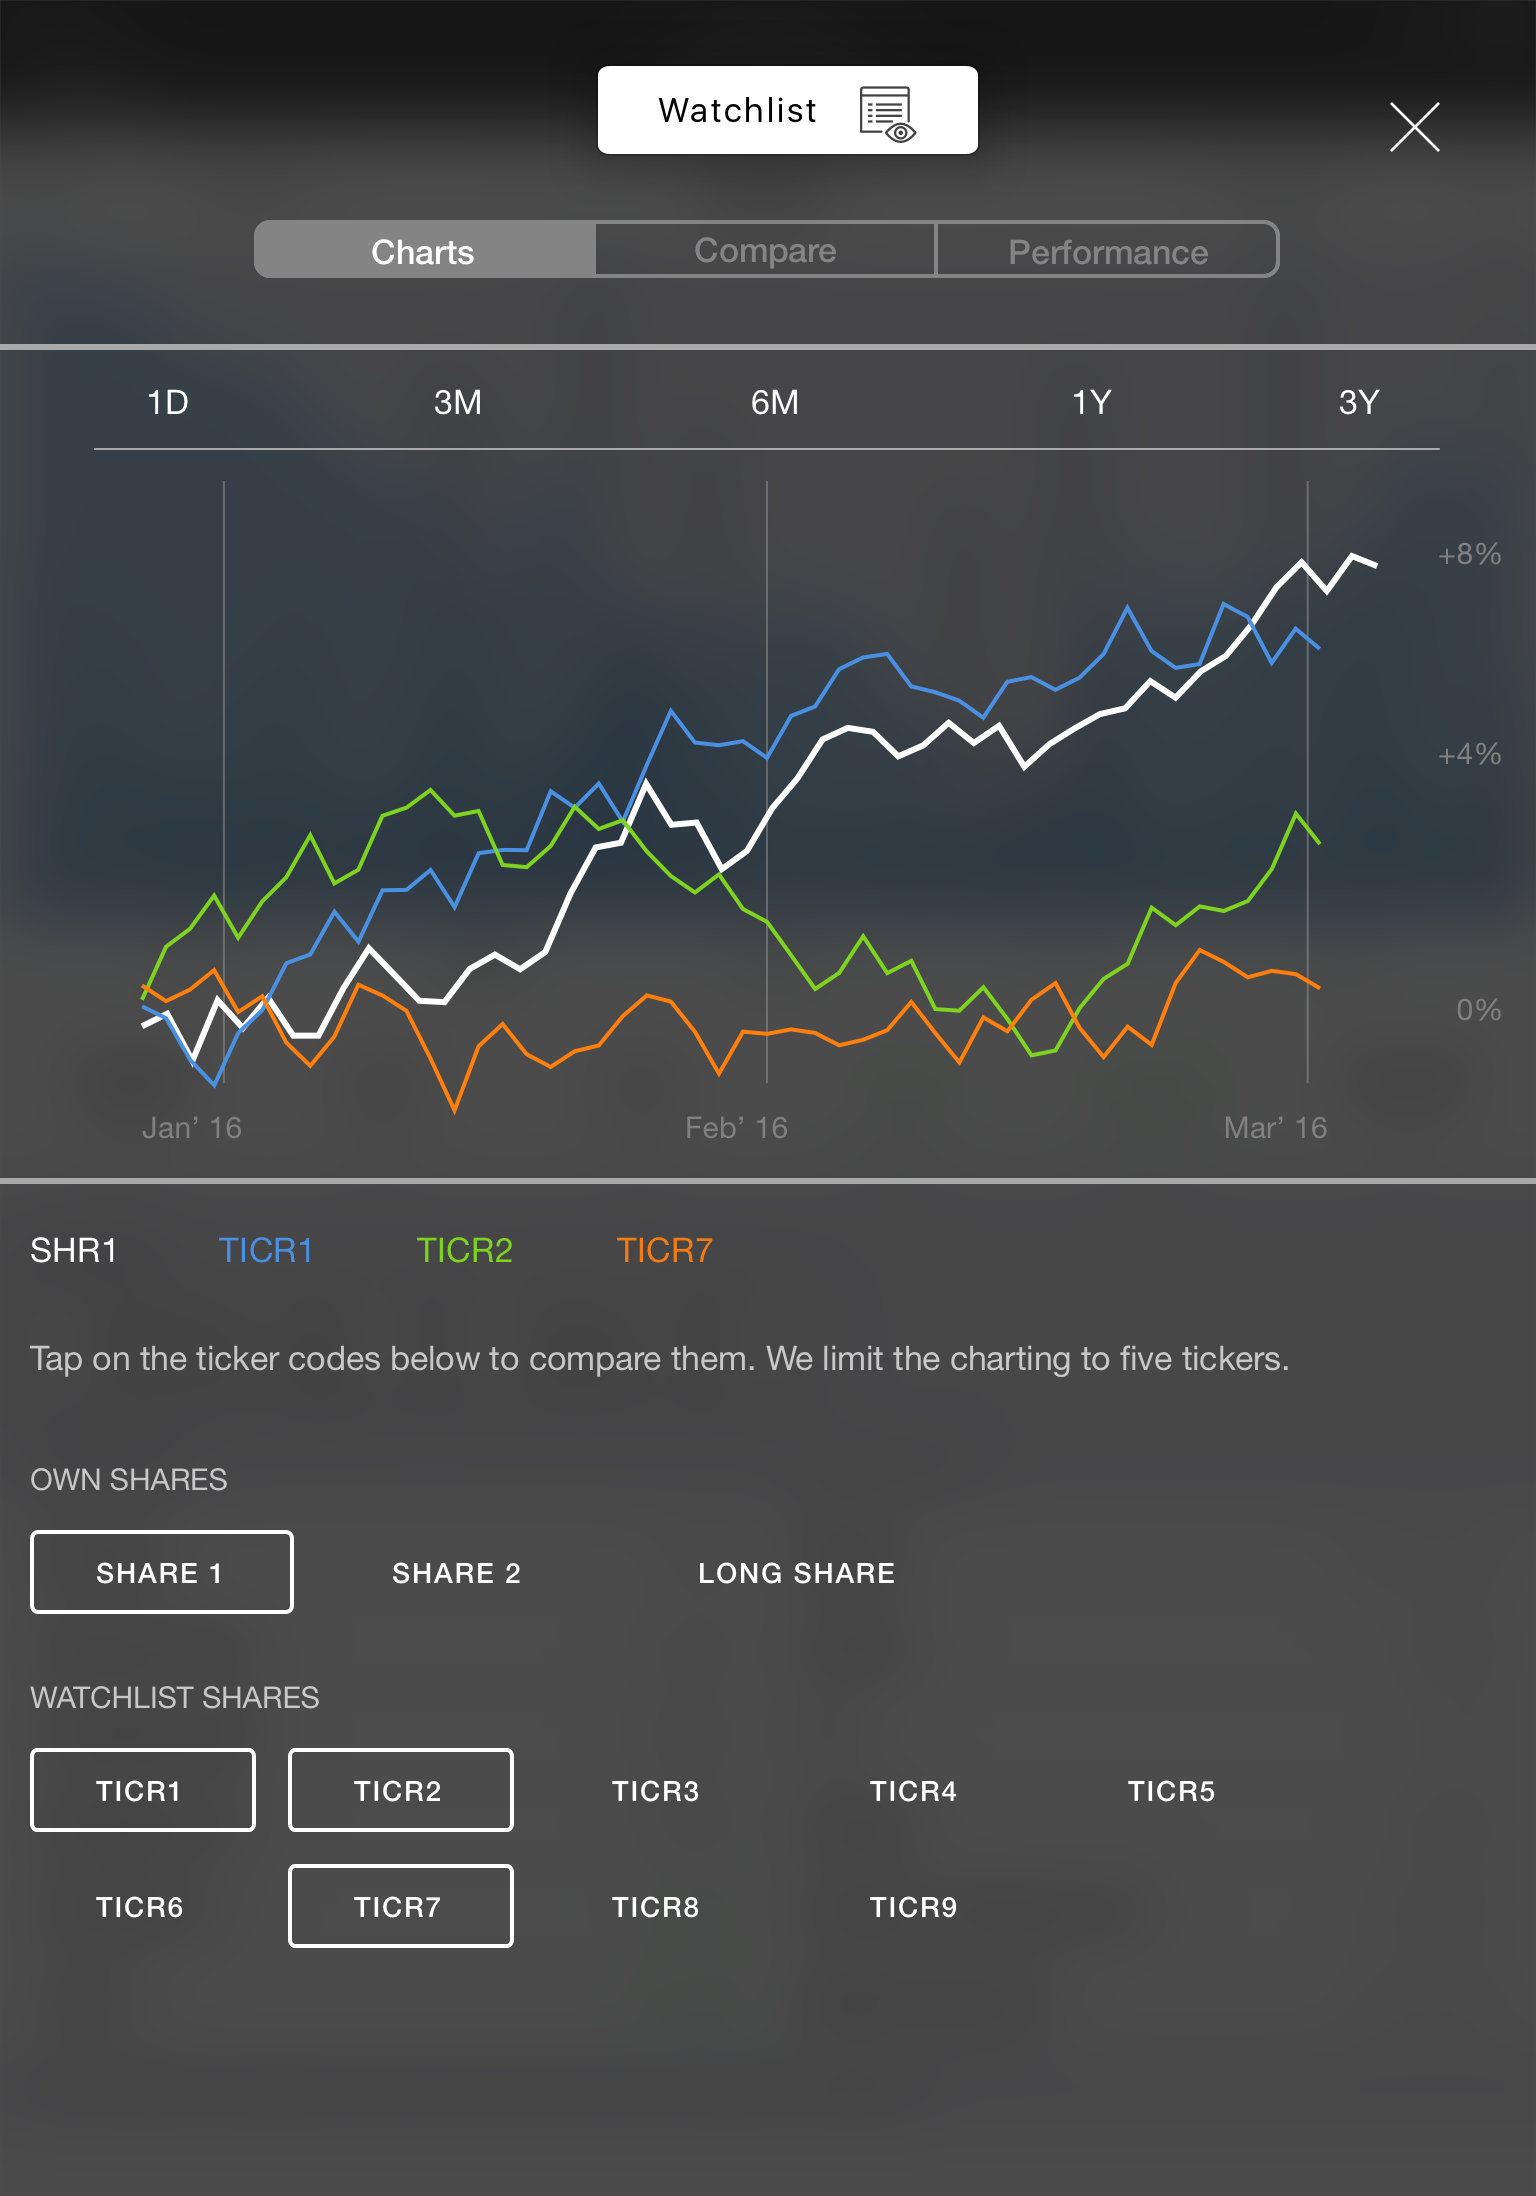 Watchlist
Charts Compare Performance
1D 3M 6M 1Y 3Y
+8%
+4%
0%
Jan’ 16 Feb’ 16 Mar’ 16
SHR1 TICR1 TICR2 TICR7
Tap on the ticker codes below to compare them. We limit the charting to five tickers.
OWN SHARES
SHARE 1 SHARE 2 LONG SHARE
WATCHLIST SHARES
TICR1 TICR2 TICR3 TICR4 TICR5
TICR6 TICR7 TICR8 TICR9